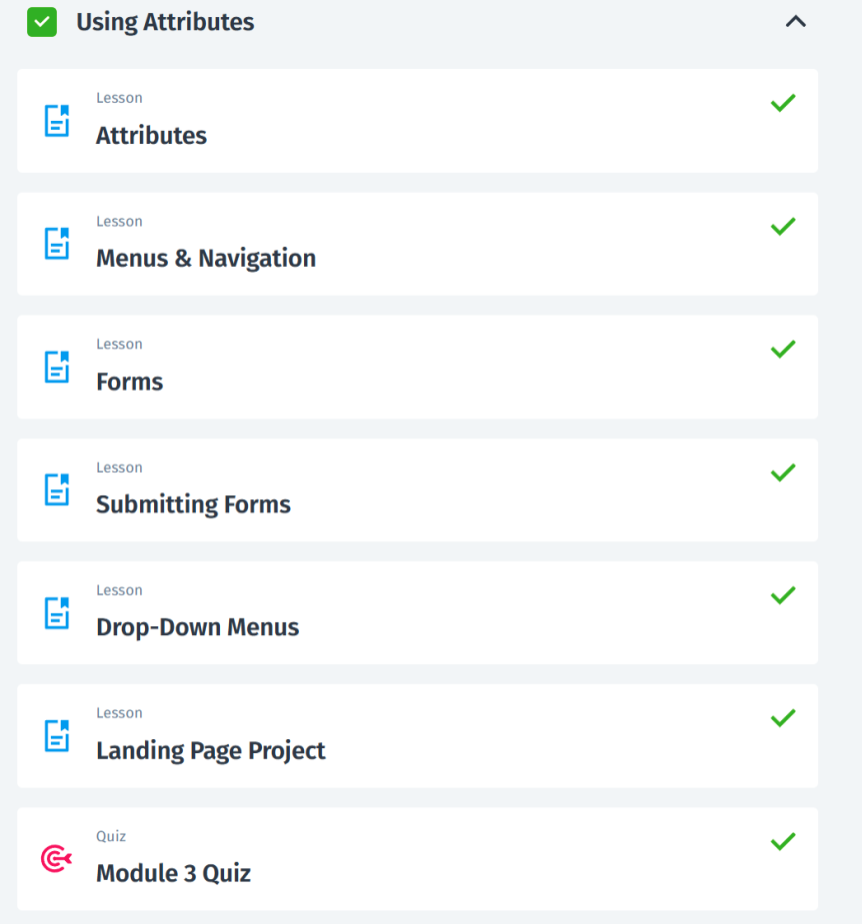 Using Attributes
Lesson
Attributes
Lesson
Menus & Navigation
Lesson
Forms
Lesson
Submitting Forms
Lesson
Drop-Down Menus
Lesson
Landing Page Project
Quiz
Module 3 Quiz